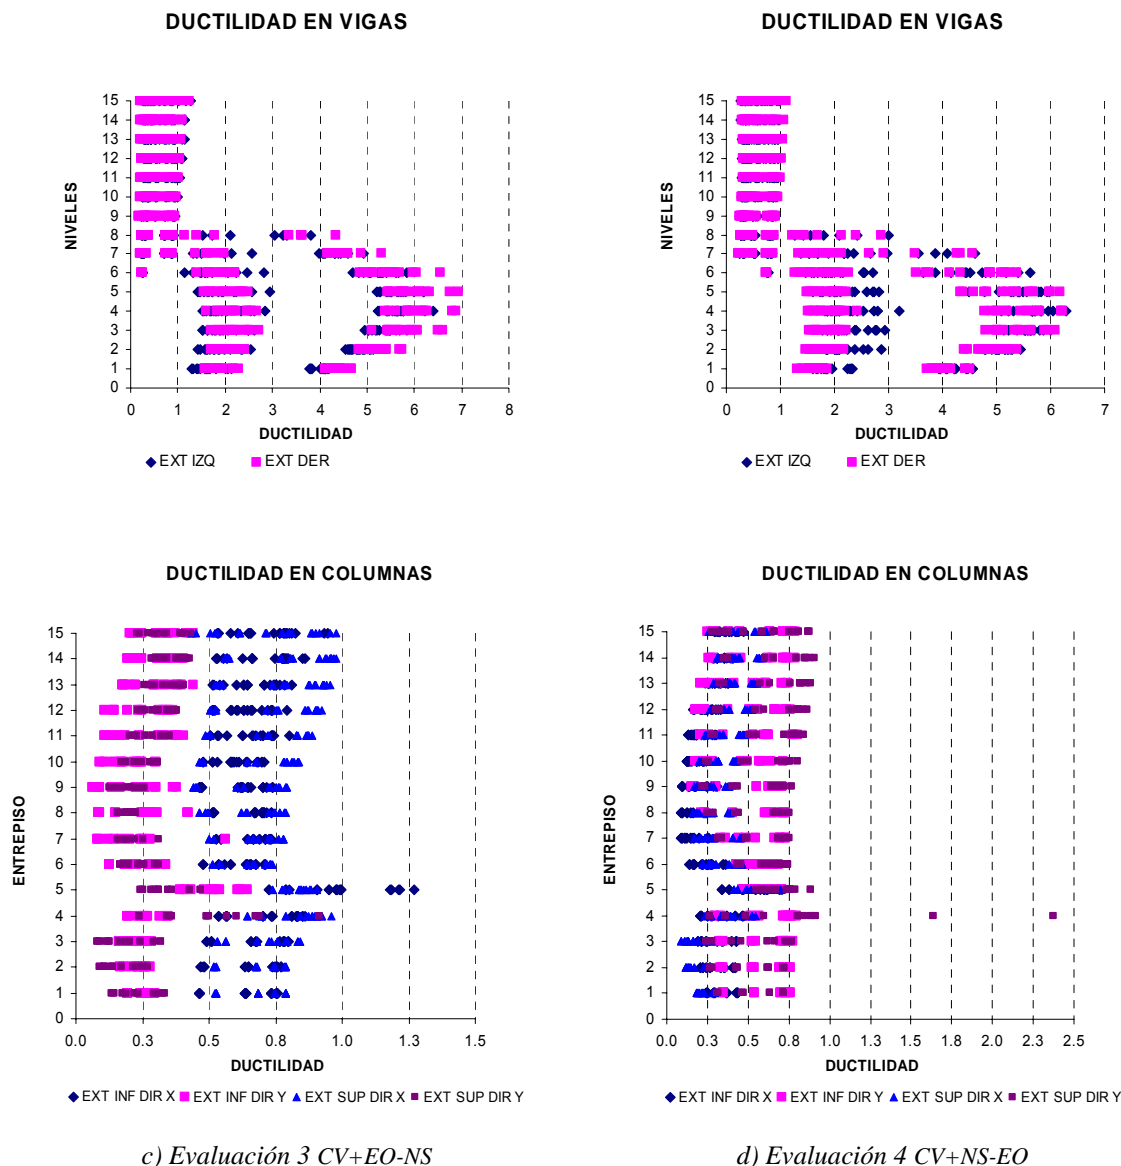 DUCTILIDAD EN VIGAS
NIVELES
15
14
13
12
11
10
9
8
7
6
5
4
3
2
1
0
0 1 2 3 4 5 6 7 8
DUCTILIDAD
EXT IZQ EXT DER
DUCTILIDAD EN VIGAS
NIVELES
15
14
13
12
11
10
9
8
7
6
5
4
3
2
1
0
0 1 2 3 4 5 6 7
DUCTILIDAD
EXT IZQ EXT DER
DUCTILIDAD EN COLUMNAS
ENTREPISO
15
14
13
12
11
10
9
8
7
6
5
4
3
2
1
0
0.0 0.3 0.5 0.8 1.0 1.3 1.5
DUCTILIDAD
EXT INF DIR X EXT INF DIR Y EXT SUP DIR X EXT SUP DIR Y
DUCTILIDAD EN COLUMNAS
ENTREPISO
15
14
13
12
11
10
9
8
7
6
5
4
3
2
1
0
0.0 0.3 0.5 0.8 1.0 1.3 1.5 1.8 2.0 2.3 2.5
DUCTILIDAD
EXT INF DIR X EXT INF DIR Y EXT SUP DIR X EXT SUP DIR Y
c) Evaluación 3 CV+EO-NS
d) Evaluación 4 CV+NS-EO